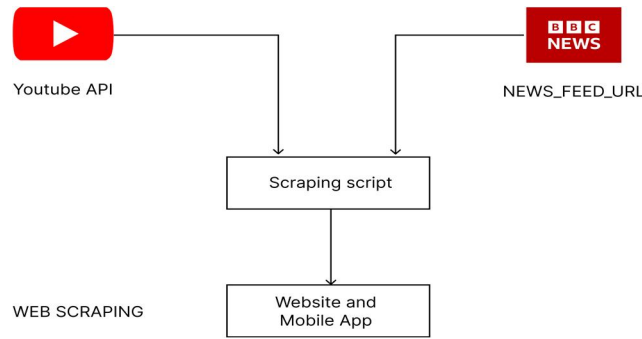 BBC
NEWS
Youtube API
NEWS_FEED_URL
Scraping script
WEB SCRAPING
Website and
Mobile App